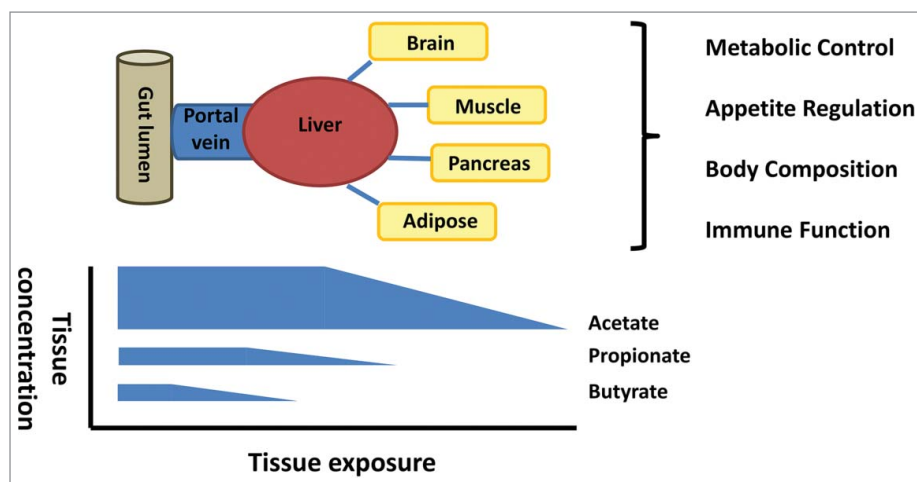 Gut lumen
Portal
vein
Liver
Brain
Muscle
Pancreas
Adipose
Metabolic Control
Appetite Regulation
Body Composition
Immune Function
Tissue
concentration
Acetate
Propionate
Butyrate
Tissue exposure